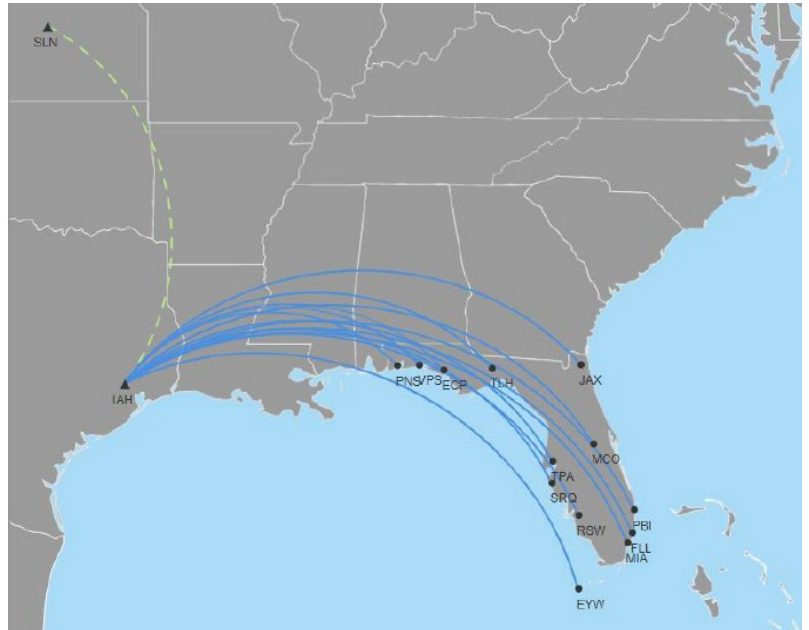 SLN
IAH
PNS
VPS
ECP
TLH
JAX
MCO
TPA
SRQ
RSW
PBI
FLL
MIA
EYW